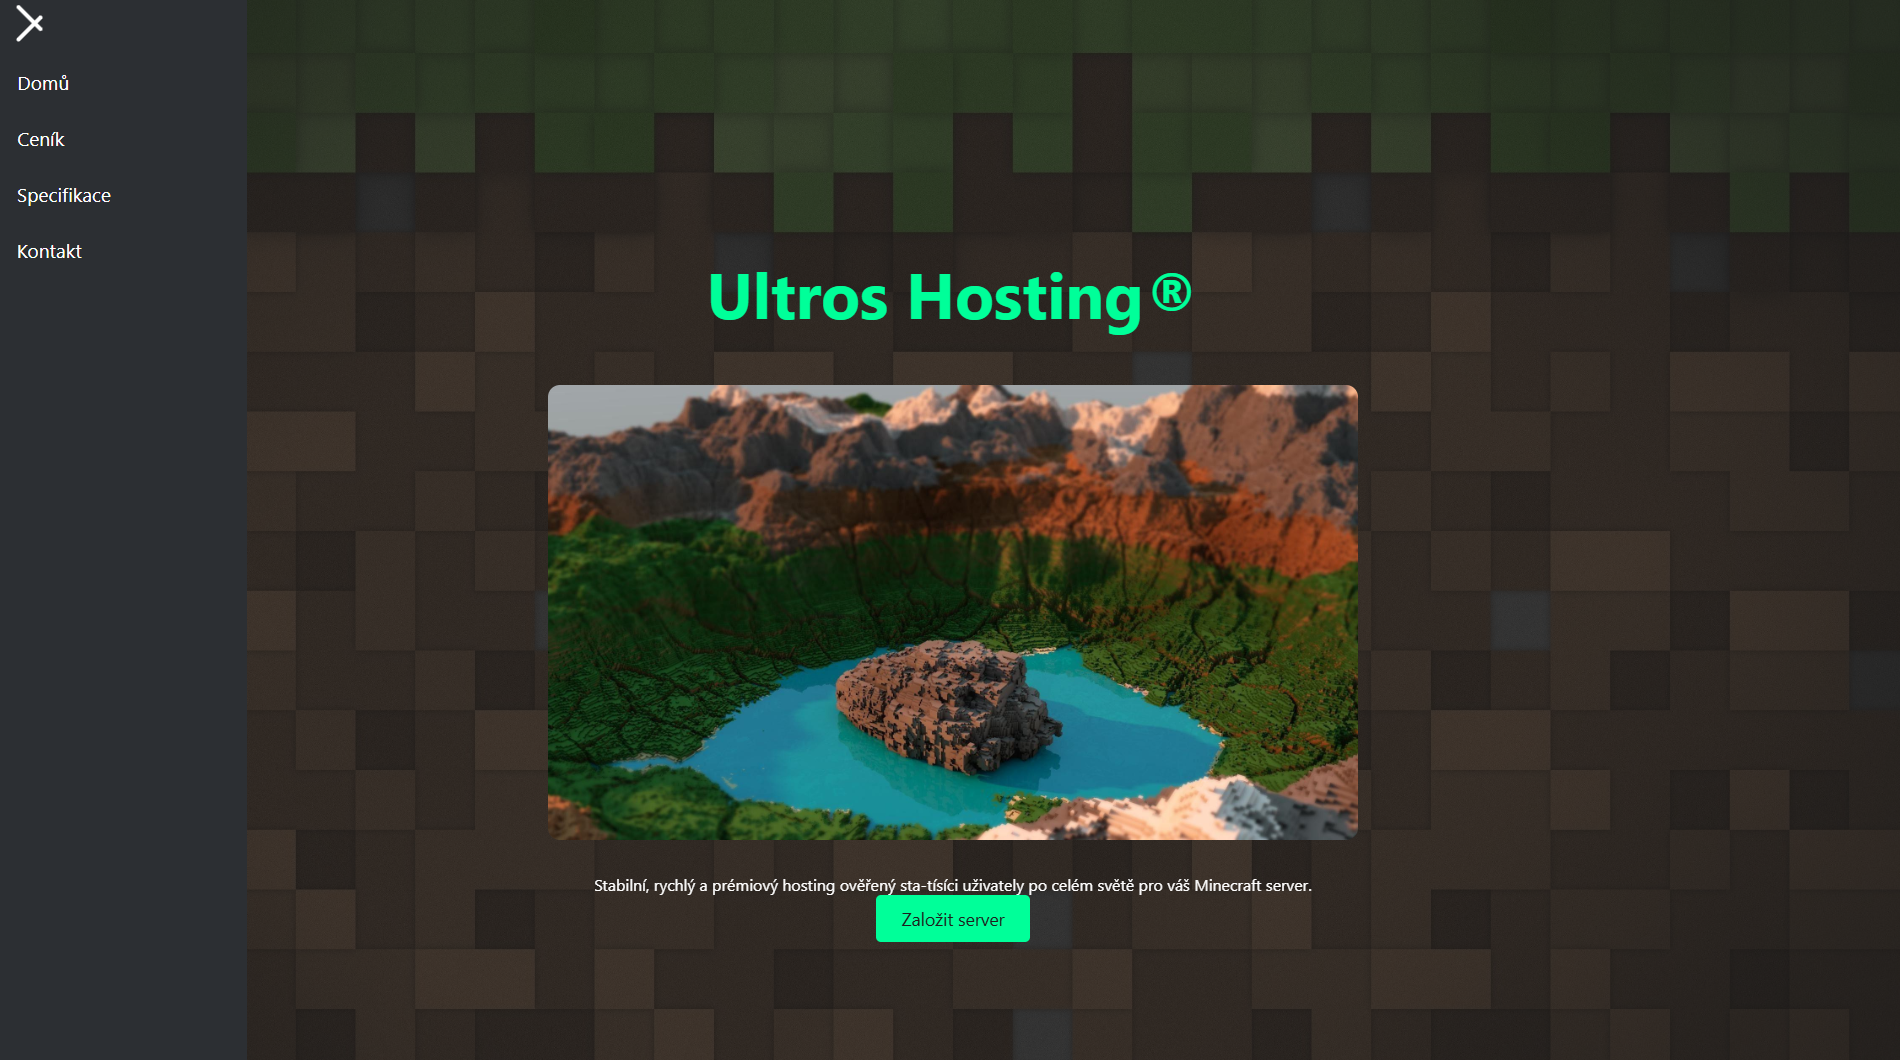 Domů
Ceník
Specifikace
Kontakt
Ultros Hosting®
Stabilní, rychlý a prémiový hosting ověřený sta-tísíci uživately po celém světě pro váš Minecraft server.
Založit server